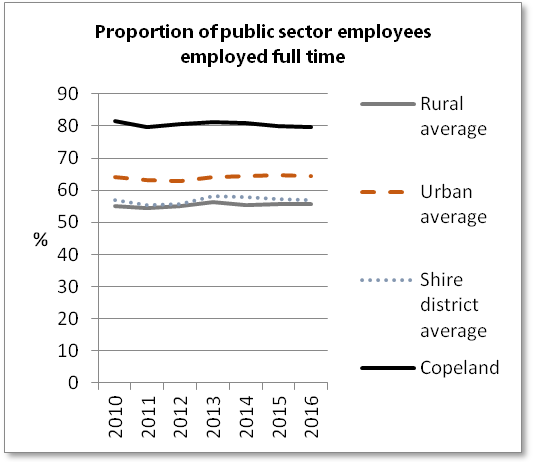 Proportion of public sector employees
employed full time
90
80
70
60
50
40
30
20
10
0
%
2010
2011
2012
2013
2014
2015
2016
Rural
average
Urban
average
Shire
district
average
Copeland